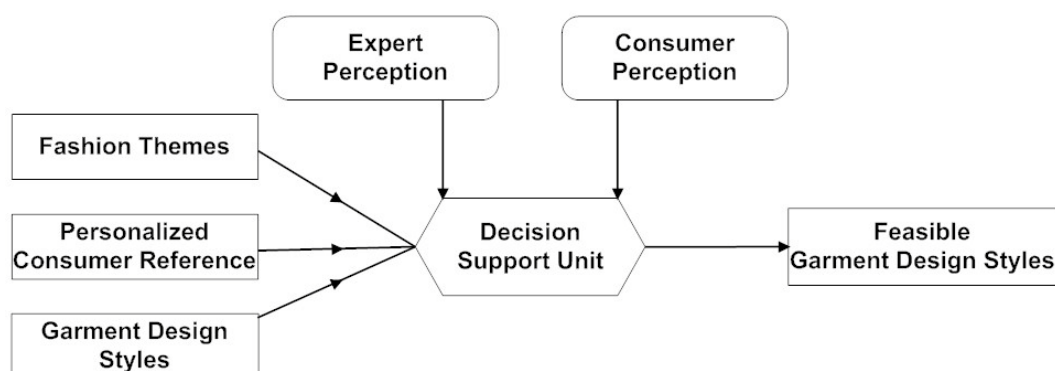 Expert
Perception
Consumer
Perception
Fashion Themes
Personalized
Consumer Reference
Garment Design
Styles
Decision
Support Unit
Feasible
Garment Design Styles